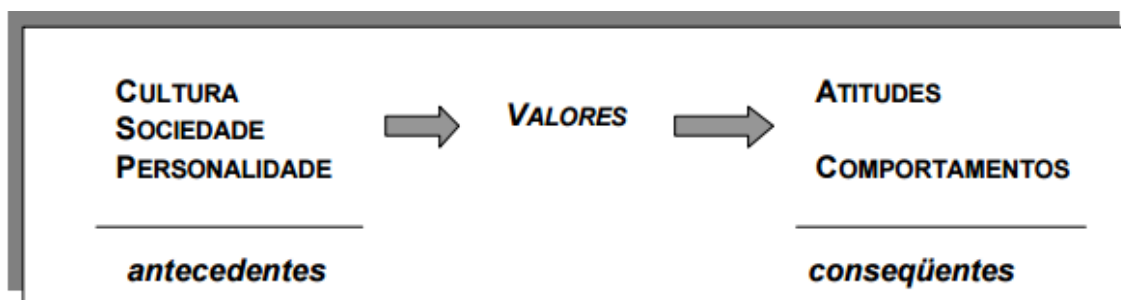 CULTURA
SOCIEDADE
PERSONALIDADE
VALORES
ATITUDES
COMPORTAMENTOS
antecedentes
conseqüentes